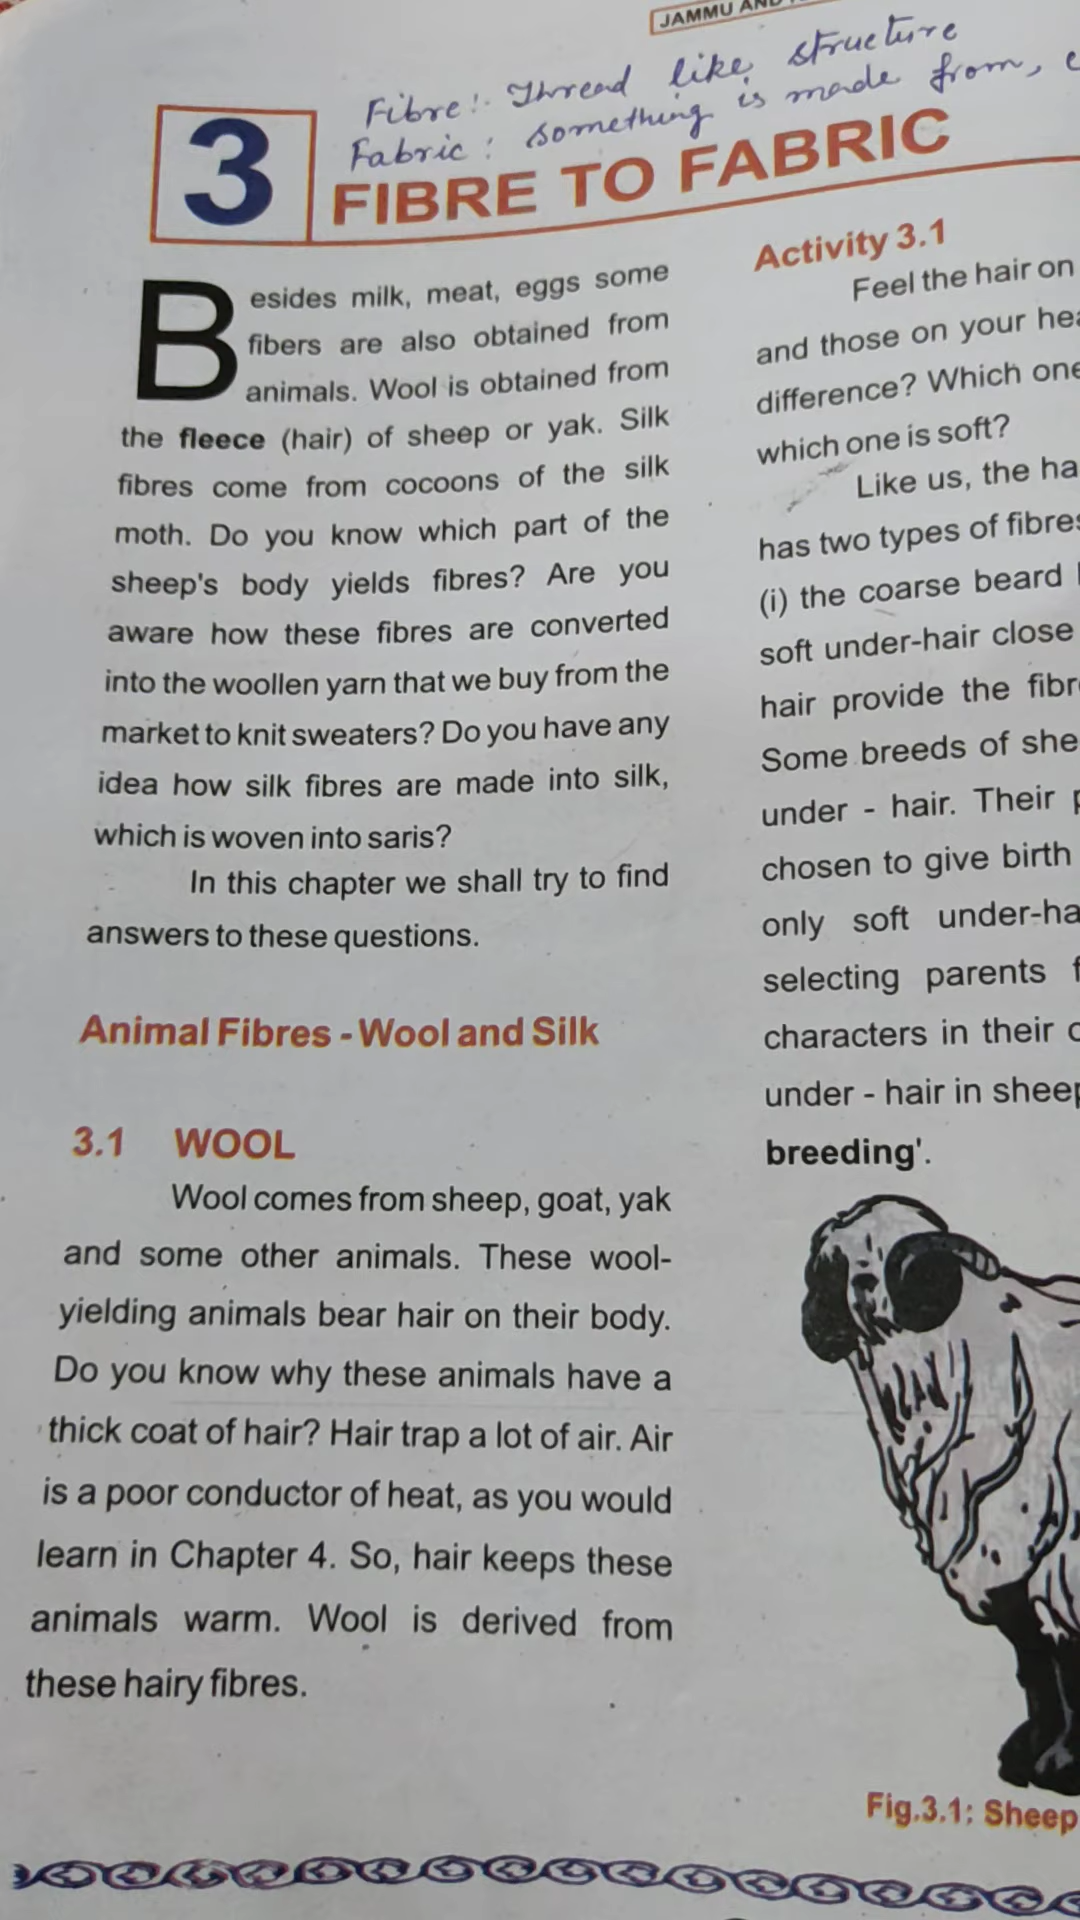 JAMMU AND
Fibre: Thread like structure
Fabric: something is made from,
3
FIBRE TO FABRIC
Besides milk, meat, eggs some
fibers are also obtained from
animals. Wool is obtained from
the fleece (hair) of sheep or yak. Silk
fibres come from cocoons of the silk
moth. Do you know which part of the
sheep's body yields fibres? Are you
aware how these fibres are converted
into the woollen yarn that we buy from the
market to knit sweaters? Do you have any
idea how silk fibres are made into silk,
which is woven into saris?
In this chapter we shall try to find
answers to these questions.
Animal Fibres - Wool and Silk
3.1 WOOL
Wool comes from sheep, goat, yak
and some other animals. These wool-
yielding animals bear hair on their body.
Do you know why these animals have a
thick coat of hair? Hair trap a lot of air. Air
is a poor conductor of heat, as you would
learn in Chapter 4. So, hair keeps these
animals warm. Wool is derived from
these hairy fibres.
Activity 3.1
Feel the hair on
and those on your
difference? Which one
which one is soft?
Like us, the
has two types of fibres
(i) the coarse beard
soft under-hair close
hair provide the
Some breeds of
under - hair. Their
chosen to give birth
only soft
selecting parents
characters in their
under - hair in sheep
breeding'.
Fig.3.1: Sheep